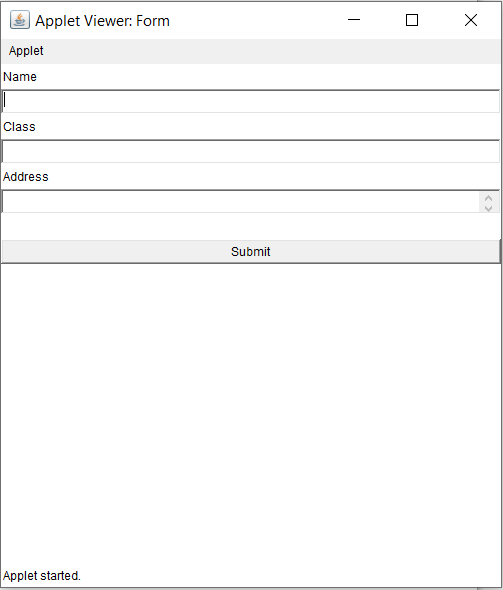 Applet Viewer: Form
Applet
Name
Class
Address
Submit
Applet started.